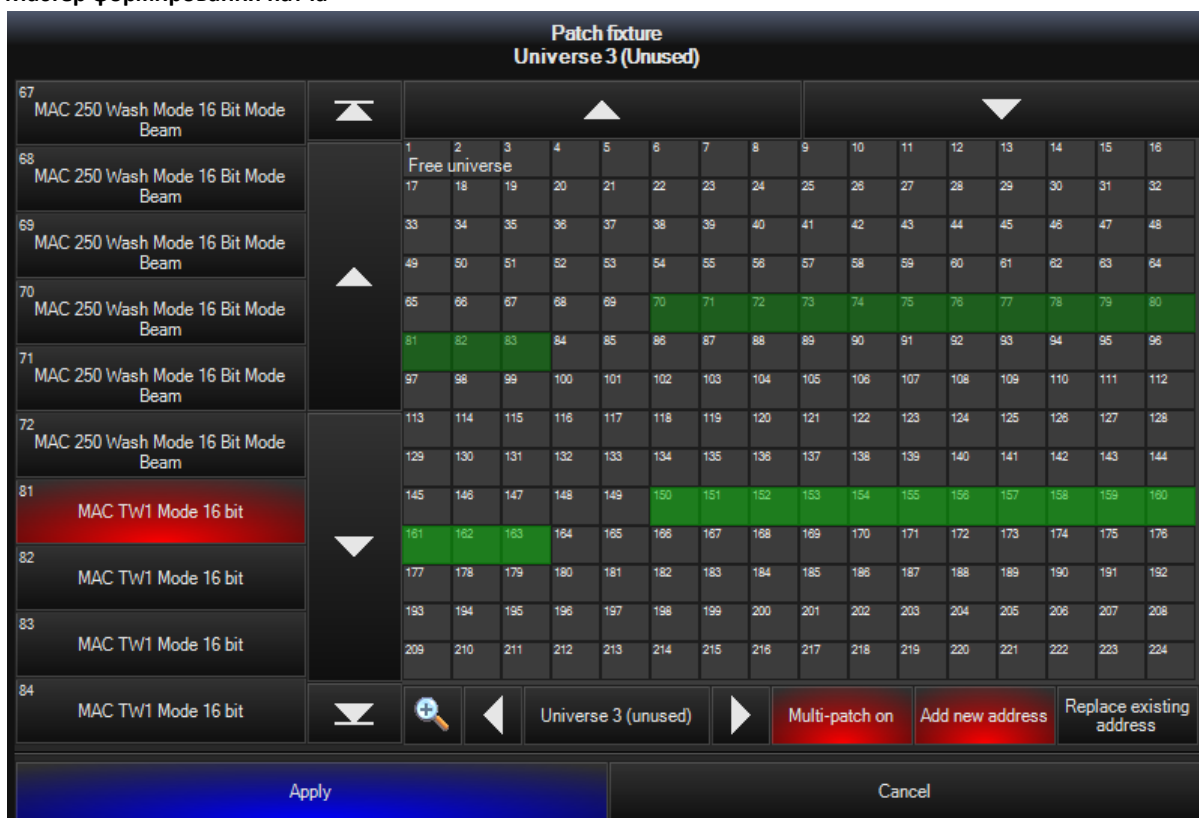 Мастер формирования патча
Patch fixture
Universe 3 (Unused)
67
MAC 250 Wash Mode 16 Bit Mode
Beam
68
MAC 250 Wash Mode 16 Bit Mode
Beam
69
MAC 250 Wash Mode 16 Bit Mode
Beam
70
MAC 250 Wash Mode 16 Bit Mode
Beam
71
MAC 250 Wash Mode 16 Bit Mode
Beam
72
MAC 250 Wash Mode 16 Bit Mode
Beam
81
MAC TW1 Mode 16 bit
82
MAC TW1 Mode 16 bit
83
MAC TW1 Mode 16 bit
84
MAC TW1 Mode 16 bit
1 2 3 4 5 6 7 8 9 10 11 12 13 14 15 16
Free universe
17 18 19 20 21 22 23 24 25 26 27 28 29 30 31 32
33 34 35 36 37 38 39 40 41 42 43 44 45 46 47 48
49 50 51 52 53 54 55 56 57 58 59 60 61 62 63 64
65 66 67 68 69 70 71 72 73 74 75 76 77 78 79 80
81 82 83 84 85 86 87 88 89 90 91 92 93 94 95 96
97 98 99 100 101 102 103 104 105 106 107 108 109 110 111 112
113 114 115 116 117 118 119 120 121 122 123 124 125 126 127 128
129 130 131 132 133 134 135 136 137 138 139 140 141 142 143 144
145 146 147 148 149 150 151 152 153 154 155 156 157 158 159 160
161 162 163 164 165 166 167 168 169 170 171 172 173 174 175 176
177 178 179 180 181 182 183 184 185 186 187 188 189 190 191 192
193 194 195 196 197 198 199 200 201 202 203 204 205 206 207 208
209 210 211 212 213 214 215 216 217 218 219 220 221 222 223 224
Universe 3 (unused)
Multi-patch on
Add new address
Replace existing
address
Apply
Cancel